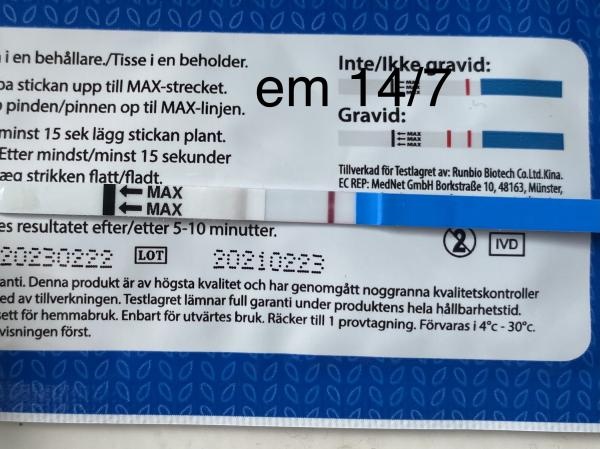 i en behållare./Tisse i en beholder.
pa stickan upp till MAX-strecket.
pinden/pinnen op til MAX-linjen.
minst 15 sek lägg stickan plant.
Etter mindst/minst 15 sekunder
strikken flatt/fladt.
em 14/7
Inte/Ikke gravid:
MAX
Gravid:
MAX
MAX
Tillverkad för Testlagret av: Runbio Biotech Co.Ltd.Kina.
EC REP: MedNet GmbH Borkstraße 10, 48163, Münster,
MAX
MAX
es resultatet efter/etter 5-10 minutter.
2
IVD
20230222 LOT 20210223
anti. Denna produkt är av högsta kvalitet och har genomgått noggranna kvalitetskontroller
ed av tillverkningen. Testlagret lämnar full garanti under produktens hela hållbarhetstid.
sett för hemmabruk. Enbart för utvärtes bruk. Räcker till 1 provtagning. Förvaras i 4°c - 30°c.
visningen först.